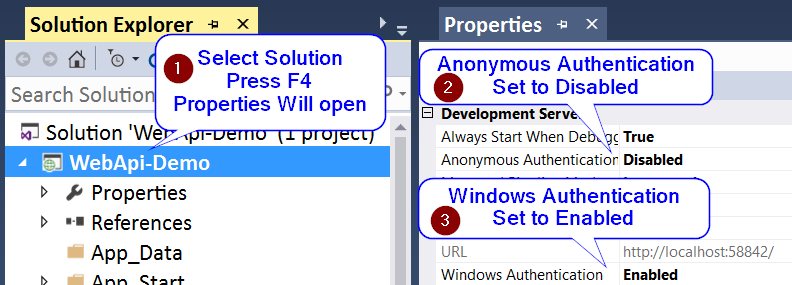 Solution Explorer
Properties
1
Select Solution
Press F4
Properties Will open
Search Solution
Solution 'WebApi-Demo' (1 project)
WebApi-Demo
Properties
References
App_Data
App_Start
Anonymous Authentication
2
Set to Disabled
Development Server
Always Start When Debugg True
Anonymous Authentication Disabled
Windows Authentication
3
Set to Enabled
URL http://localhost:58842/
Windows Authentication Enabled